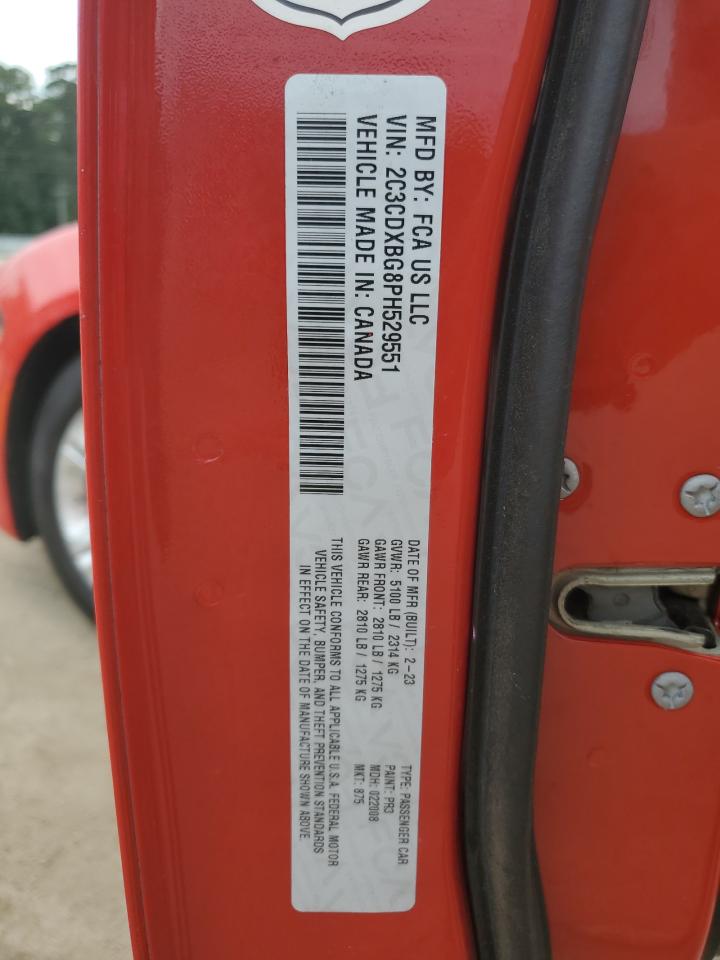 MFD BY: FCA US LLC
VIN: 2C3CDXBG8PH529551
VEHICLE MADE IN: CANADA
DATE OF MFR (BUILT): 2-23
GVWR: 5100 LB / 2314 KG
GAWR FRONT: 2810 LB / 1275 KG
GAWR REAR: 2810 LB / 1275 KG
TYPE: PASSENGER CAR
PAINT: PR3
MDH: 022008
MKT: 875
THIS VEHICLE CONFORMS TO ALL APPLICABLE U.S.A. FEDERAL MOTOR
VEHICLE SAFETY, BUMPER, AND THEFT PREVENTION STANDARDS
IN EFFECT ON THE DATE OF MANUFACTURE SHOWN ABOVE.